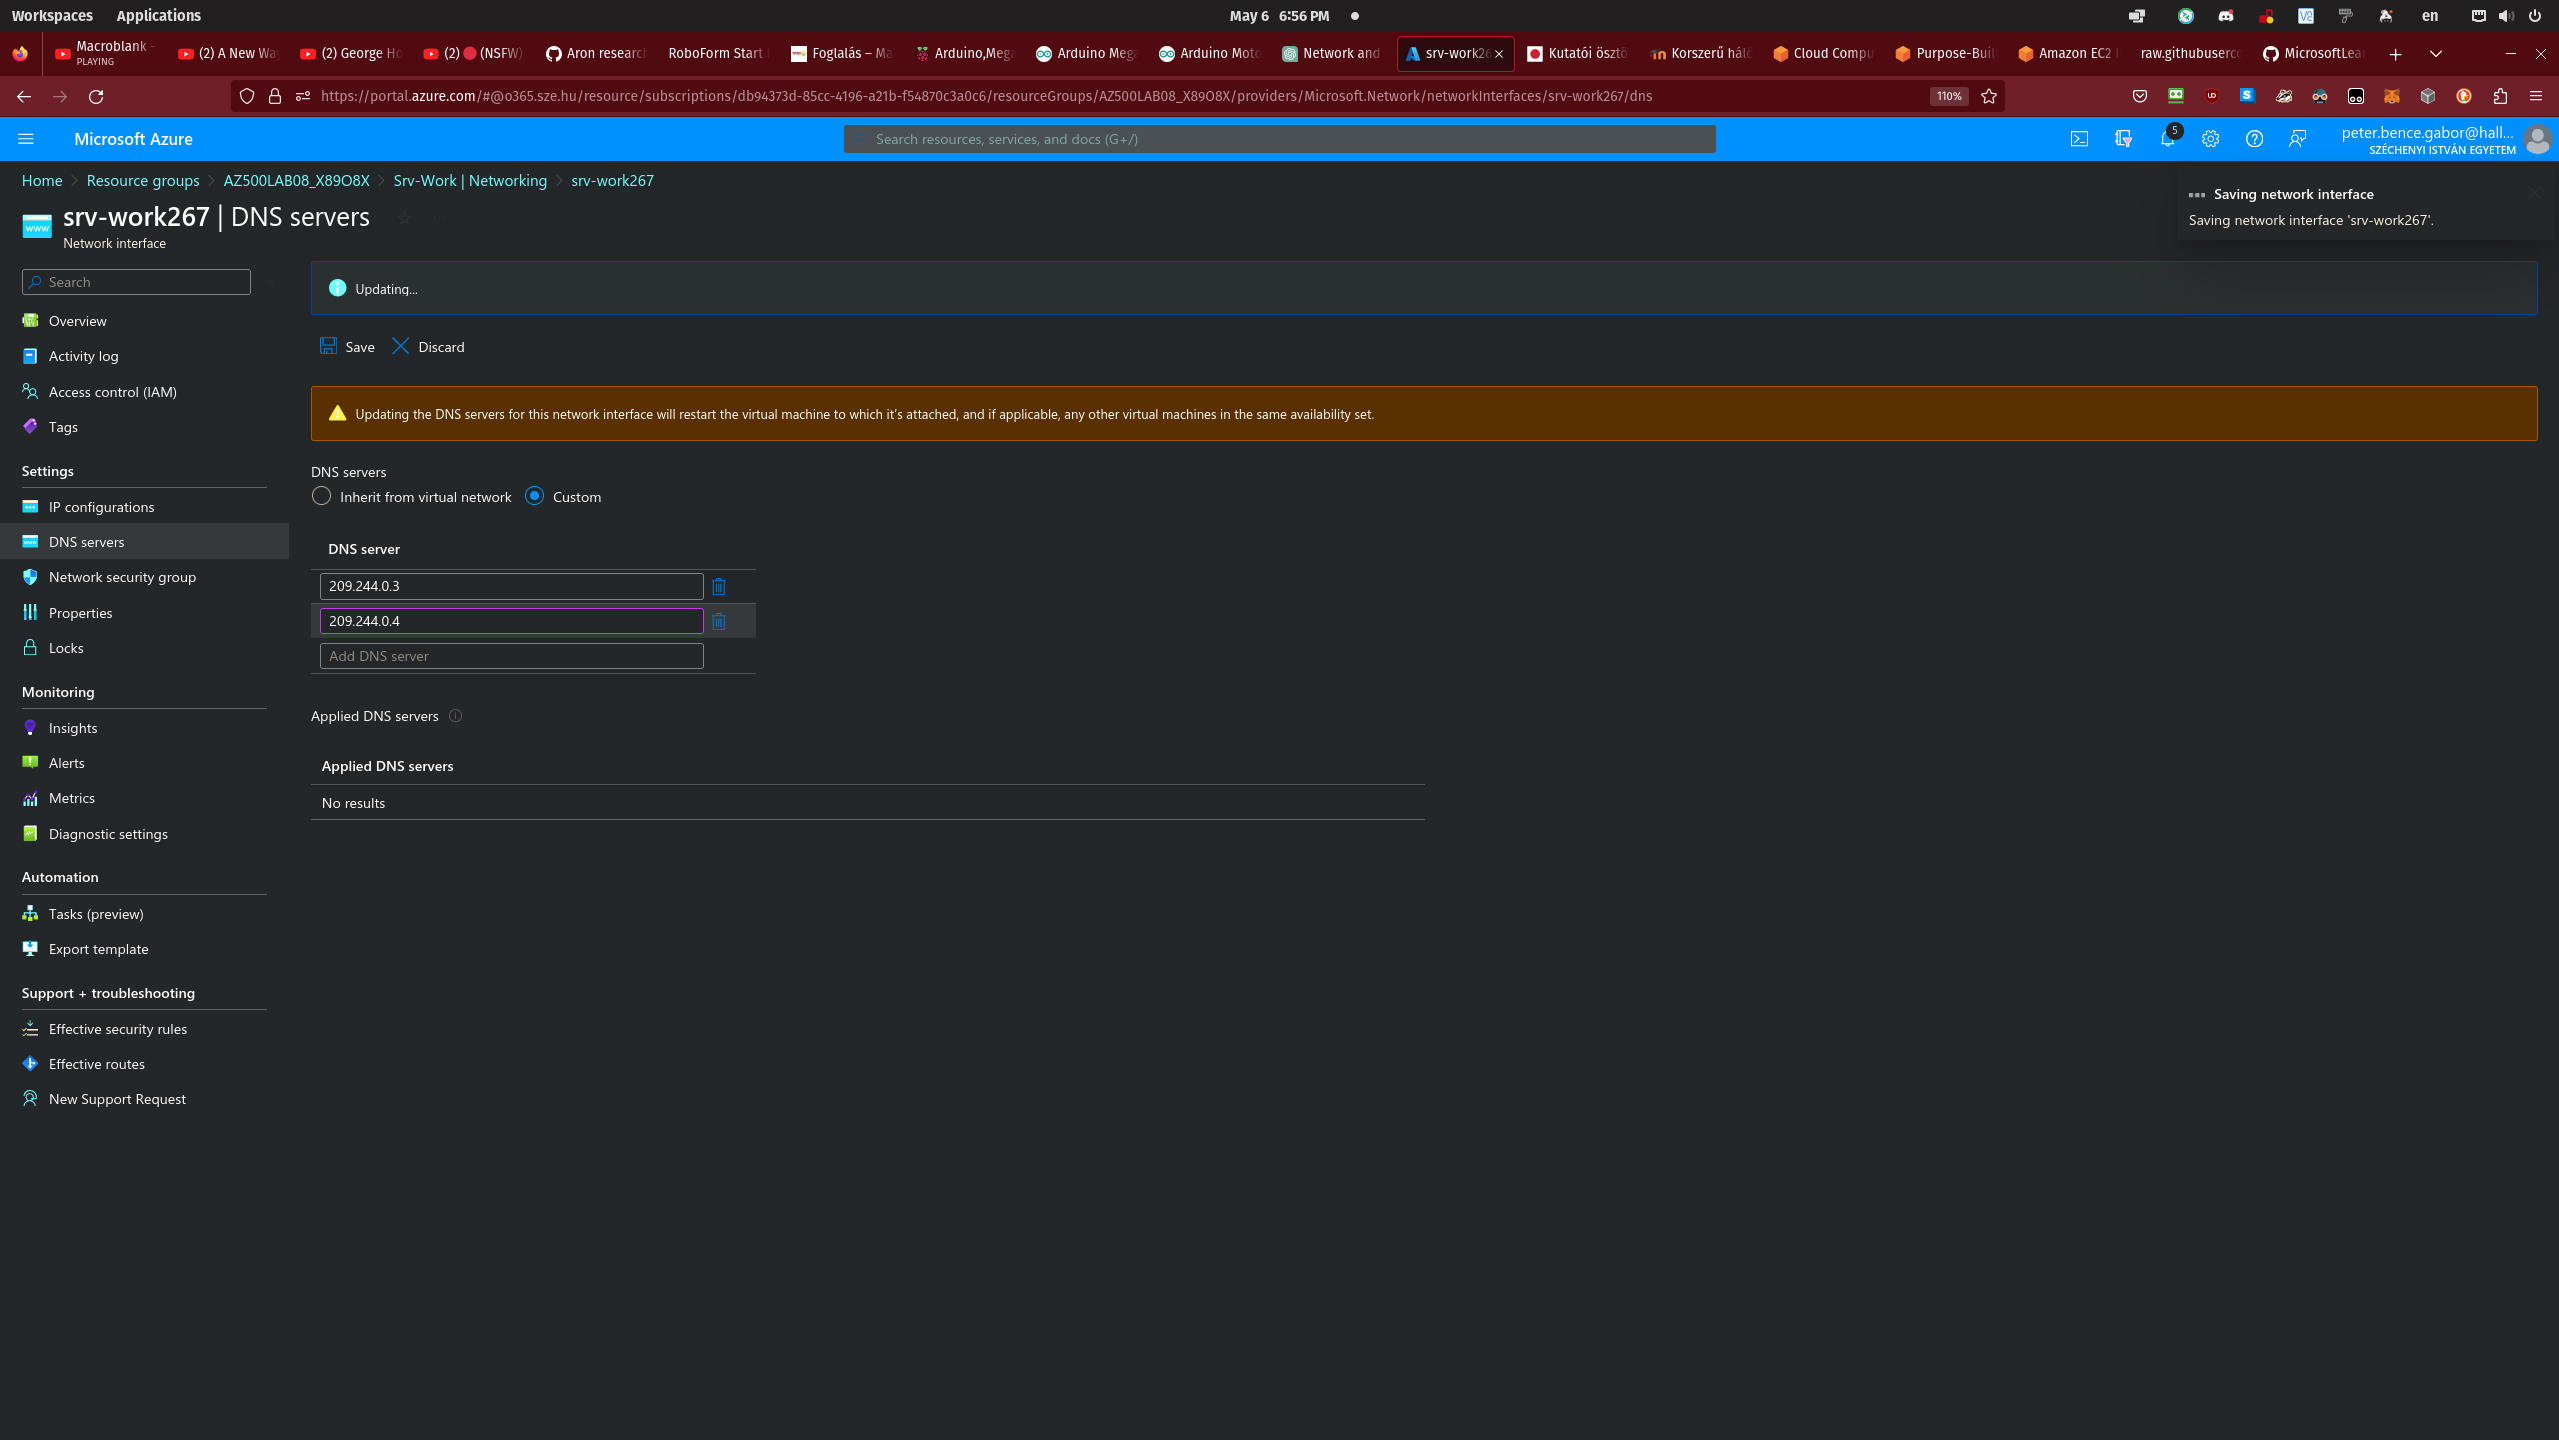 Workspaces Applications May 6 6:56 PM en
Macroblank - PLAYING
(2) A New Wa
(2) George Ho
(2) (NSFW)
Aron research
RoboForm Start
Foglalás – Ma
Arduino,Mega
Arduino Mega
Arduino Moto
Network and
srv-work26
Kutatói ösztö
Korszerű háló
Cloud Compu
Purpose-Buil
Amazon EC2
raw.githubuserco
MicrosoftLear
https://portal.azure.com/#@o365.sze.hu/resource/subscriptions/db94373d-85cc-4196-a21b-f54870c3a0c6/resourceGroups/AZ500LAB08_X89O8X/providers/Microsoft.Network/networkInterfaces/srv-work267/dns 110%
Microsoft Azure
Search resources, services, and docs (G+/)
5
peter.bence.gabor@hall...
SZÉCHENYI ISTVÁN EGYETEM
Home Resource groups AZ500LAB08_X89O8X Srv-Work | Networking srv-work267
srv-work267 | DNS servers
Network interface
Saving network interface
Saving network interface 'srv-work267'.
Search
Overview
Activity log
Access control (IAM)
Tags
Settings
IP configurations
DNS servers
Network security group
Properties
Locks
Monitoring
Insights
Alerts
Metrics
Diagnostic settings
Automation
Tasks (preview)
Export template
Support + troubleshooting
Effective security rules
Effective routes
New Support Request
Updating...
Save Discard
Updating the DNS servers for this network interface will restart the virtual machine to which it's attached, and if applicable, any other virtual machines in the same availability set.
DNS servers
Inherit from virtual network Custom
DNS server
209.244.0.3
209.244.0.4
Add DNS server
Applied DNS servers
Applied DNS servers
No results